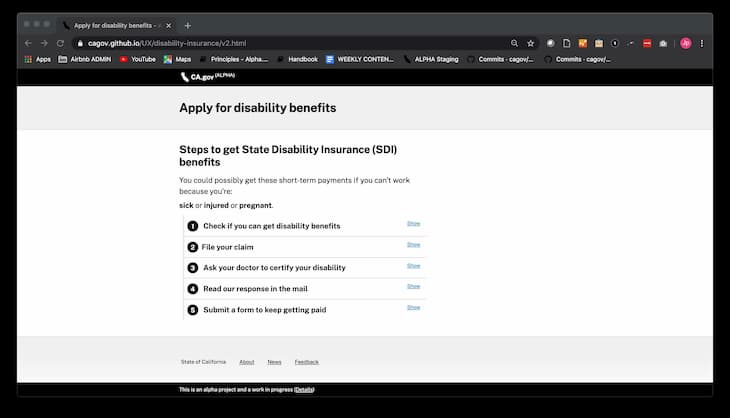 Apply for disability benefits - A
cagov.github.io/UX/disability-insurance/v2.html
Apps Airbnb ADMIN YouTube Maps Principles - Alpha.... Handbook WEEKLY CONTEN... ALPHA Staging Commits · cagov/... Commits · cagov/...
CA.gov (ALPHA)
Apply for disability benefits
Steps to get State Disability Insurance (SDI)
benefits
You could possibly get these short-term payments if you can't work
because you're:
sick or injured or pregnant.
1 Check if you can get disability benefits Show
2 File your claim Show
3 Ask your doctor to certify your disability Show
4 Read our response in the mail Show
5 Submit a form to keep getting paid Show
State of California About News Feedback
This is an alpha project and a work in progress (Details)